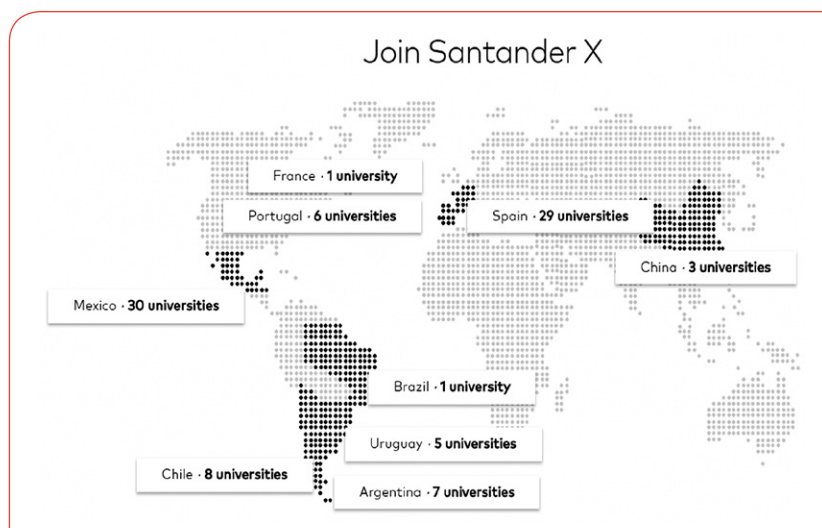 Join Santander X
France · 1 university
Portugal · 6 universities
Spain · 29 universities
China · 3 universities
Mexico · 30 universities
Brazil · 1 university
Uruguay · 5 universities
Chile · 8 universities
Argentina · 7 universities